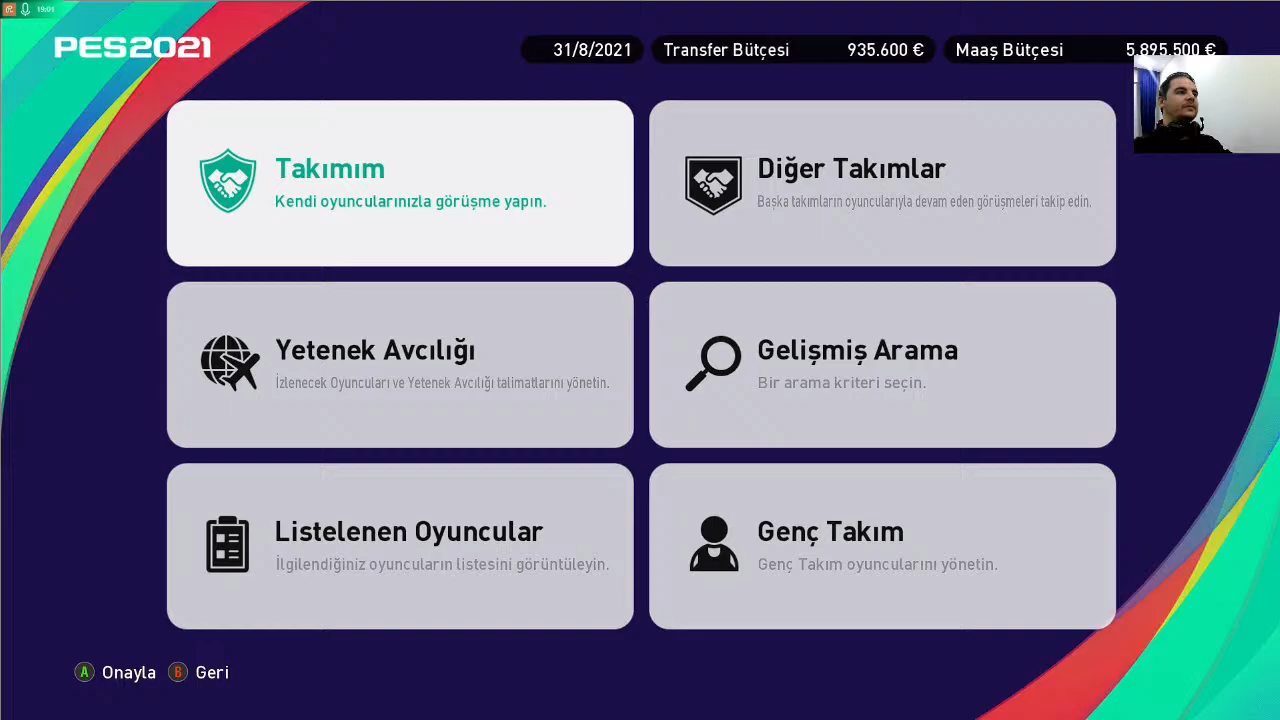 19:01
PES2021
31/8/2021
Transfer Bütçesi 935.600 €
Maaş Bütçesi 5.895.500 €
Takımım
Kendi oyuncularınızla görüşme yapın.
Diğer Takımlar
Başka takımların oyuncularıyla devam eden görüşmeleri takip edin.
Yetenek Avcılığı
İzlenecek Oyuncuları ve Yetenek Avcılığı talimatlarını yönetin.
Gelişmiş Arama
Bir arama kriteri seçin.
Listelenen Oyuncular
İlgilendiğiniz oyuncuların listesini görüntüleyin.
Genç Takım
Genç Takım oyuncularını yönetin.
A Onayla B Geri